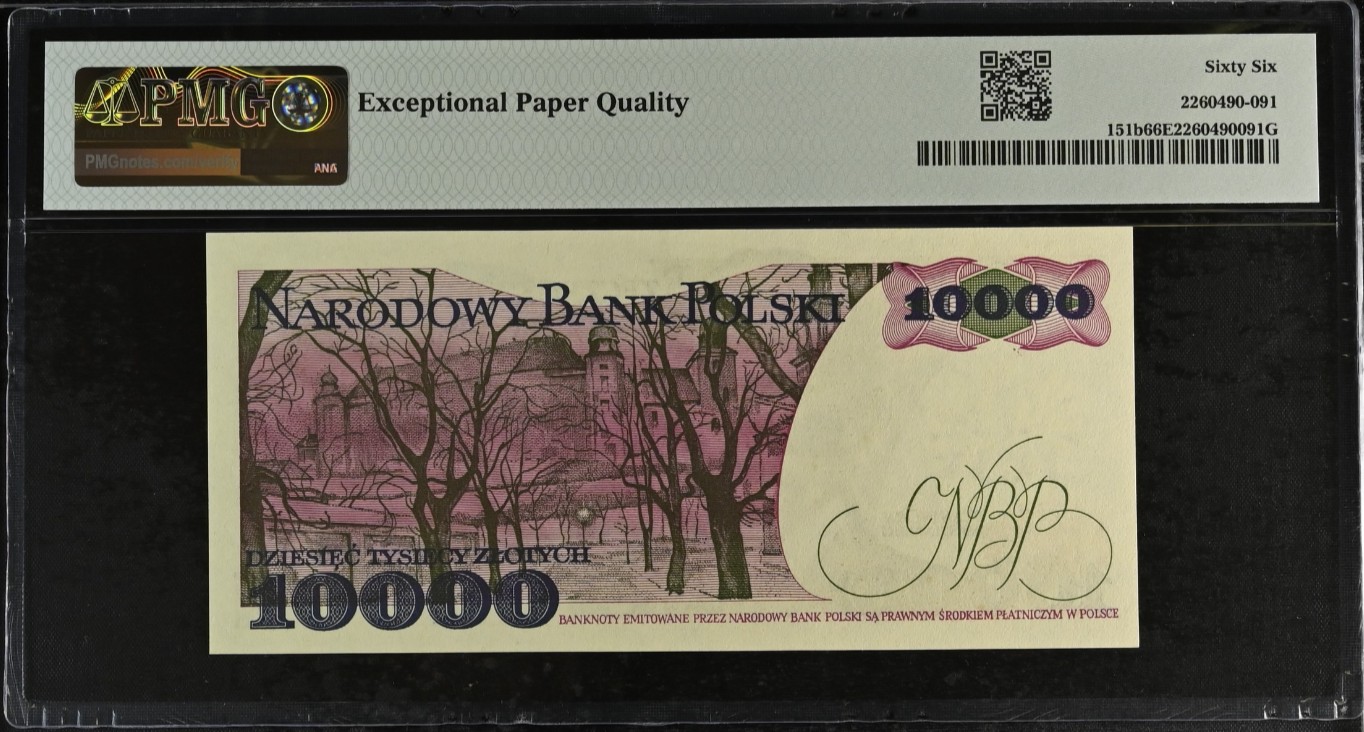 PMG
PMGnotes.com/verify
ANA
Exceptional Paper Quality
Sixty Six
2260490-091
151b66E2260490091G
NARODOWY BANK POLSKI
10000
NBP
DZIESIĘĆ TYSIĘCY ZŁOTYCH
10000
BANKNOTY EMITOWANE PRZEZ NARODOWY BANK POLSKI SĄ PRAWNYM ŚRODKIEM PŁATNICZYM W POLSCE